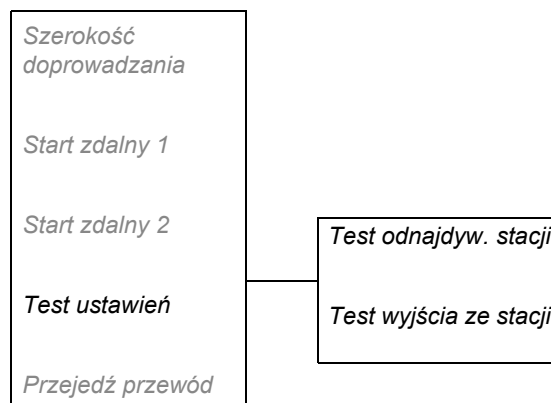 Szerokość
doprowadzania
Start zdalny 1
Start zdalny 2
Test ustawień
Przejedź przewód
Test odnajdyw. stacji
Test wyjścia ze stacji